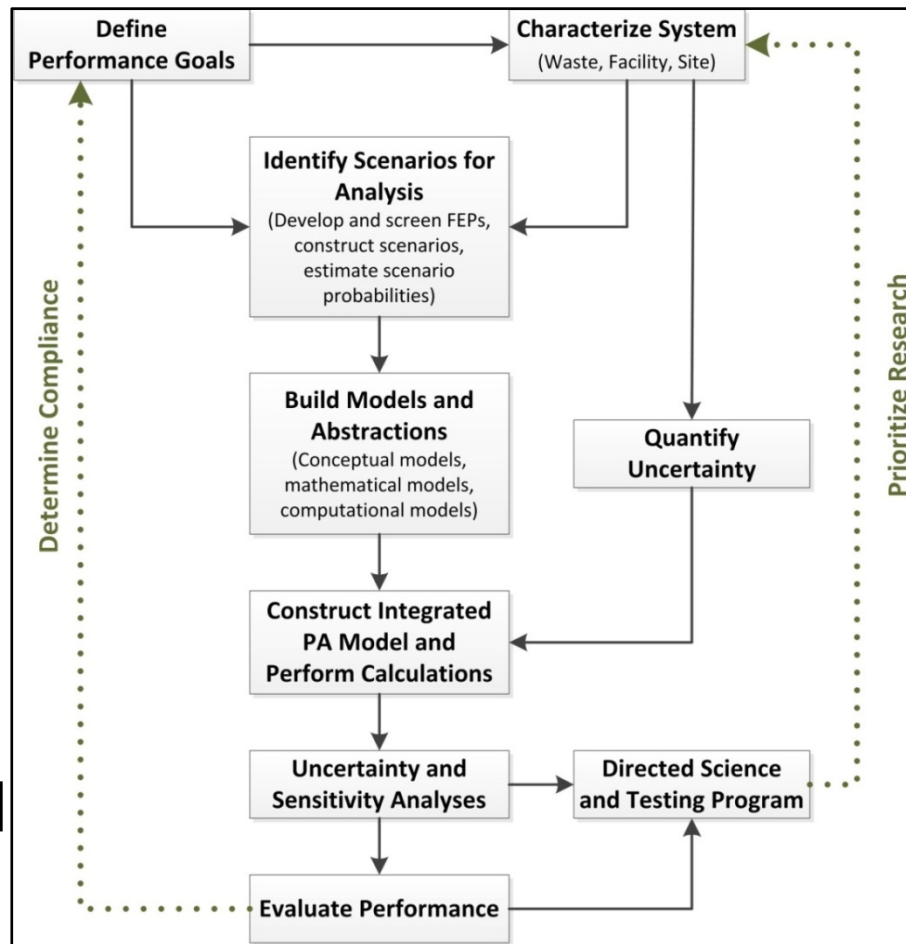 Define
Performance Goals
Characterize System
(Waste, Facility, Site)
Identify Scenarios for
Analysis
(Develop and screen FEPs,
construct scenarios,
estimate scenario
probabilities)
Build Models and
Abstractions
(Conceptual models,
mathematical models,
computational models)
Quantify
Uncertainty
Construct Integrated
PA Model and
Perform Calculations
Uncertainty and
Sensitivity Analyses
Directed Science
and Testing Program
Evaluate Performance
Determine Compliance
Prioritize Research